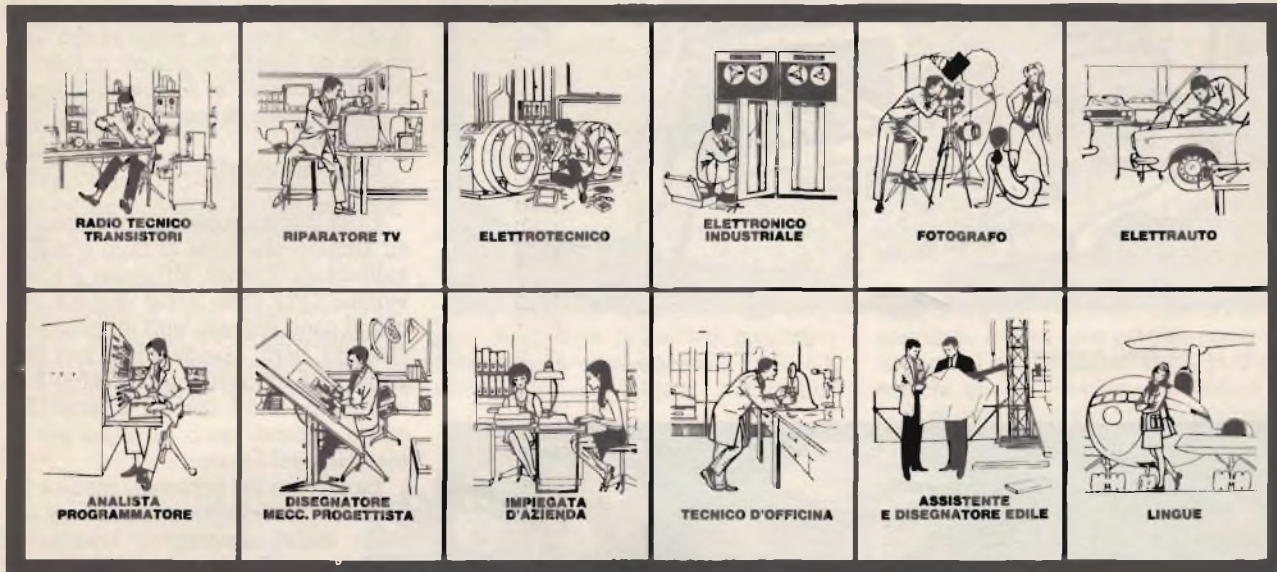 RADIO TECNICO
TRANSISTORI
RIPARATORE TV
ELETTROTECNICO
ELETTRONICO
INDUSTRIALE
FOTOGRAFO
ELETTRAUTO
ANALISTA
PROGRAMMATORE
DISEGNATORE
MECC. PROGETTISTA
IMPIEGATA
D'AZIENDA
TECNICO D'OFFICINA
ASSISTENTE
E DISEGNATORE EDILE
LINGUE